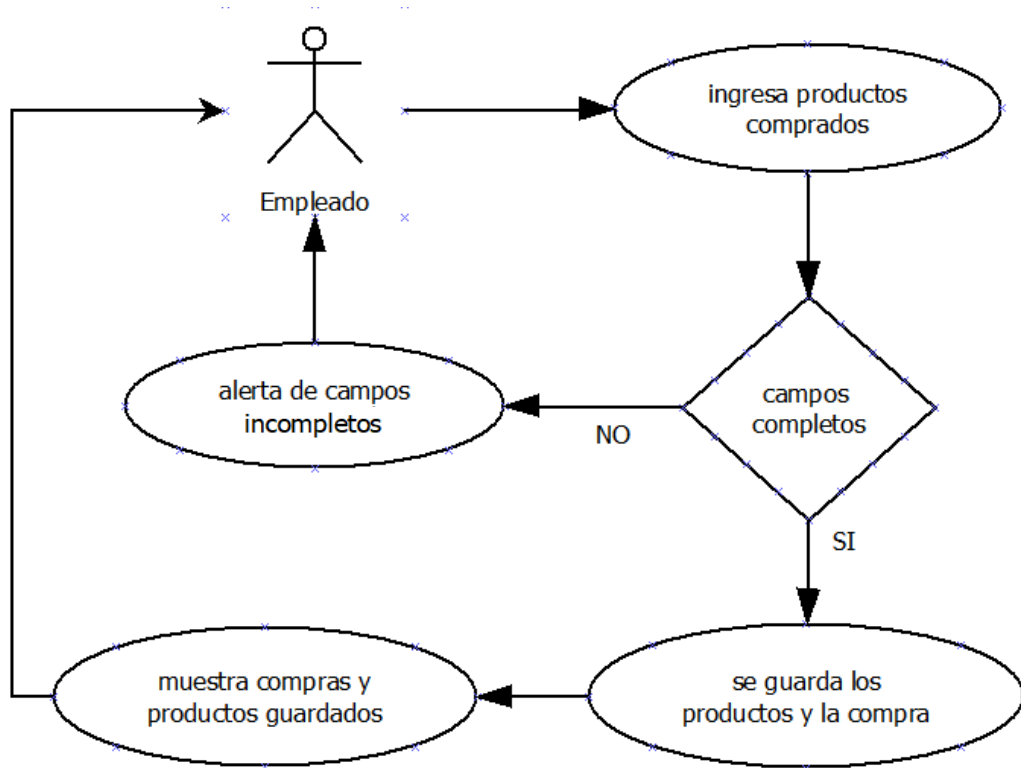 ingresa productos
comprados
Empleado
campos
completos
alerta de campos
incompletos
NO
SI
se guarda los
productos y la compra
muestra compras y
productos guardados